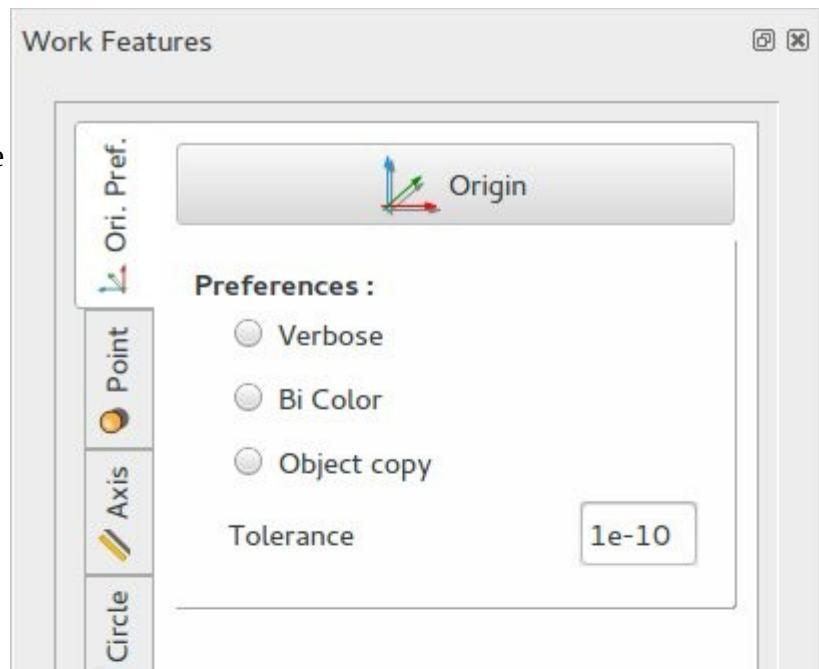 Work Features
e
Ori. Pref.
Origin
Preferences :
Verbose
Bi Color
Object copy
Tolerance
1e-10
Point
Axis
Circle